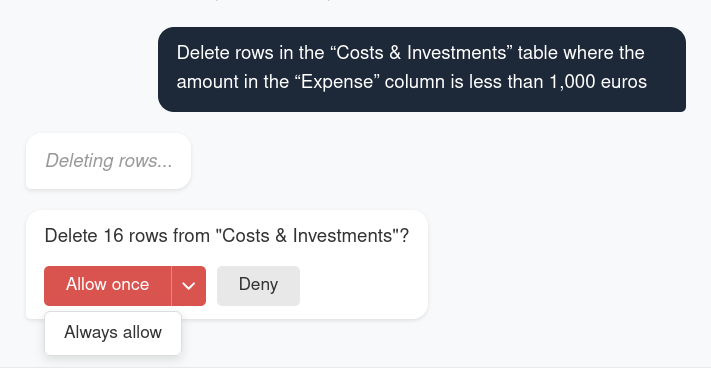 Delete rows in the “Costs & Investments” table where the
amount in the “Expense” column is less than 1,000 euros
Deleting rows...
Delete 16 rows from "Costs & Investments"?
Allow once
Deny
Always allow